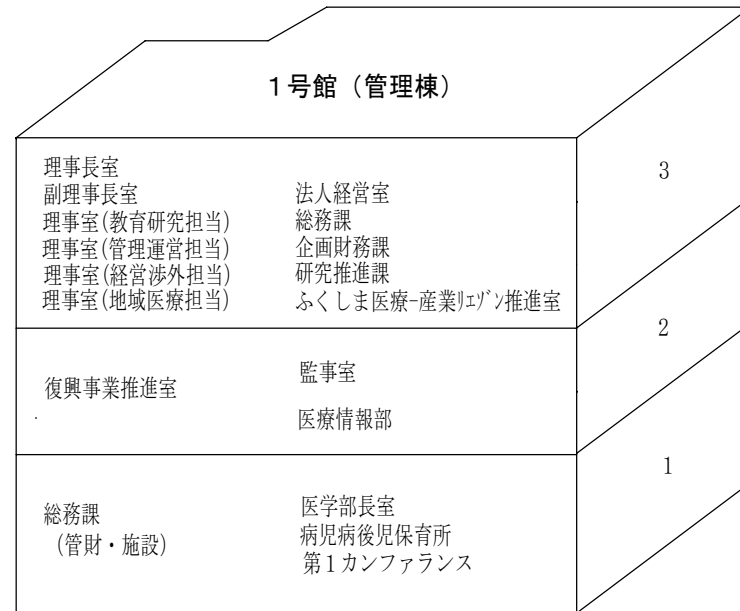 1号館（管理棟）
理事長室
副理事長室
理事室(教育研究担当)
理事室(管理運営担当)
理事室(経営渉外担当)
理事室(地域医療担当)
法人経営室
総務課
企画財務課
研究推進課
ふくしま医療-産業ﾘｴｿﾞﾝ推進室
3
復興事業推進室
監事室
医療情報部
2
総務課
(管財・施設)
医学部長室
病児病後児保育所
第1カンファランス
1